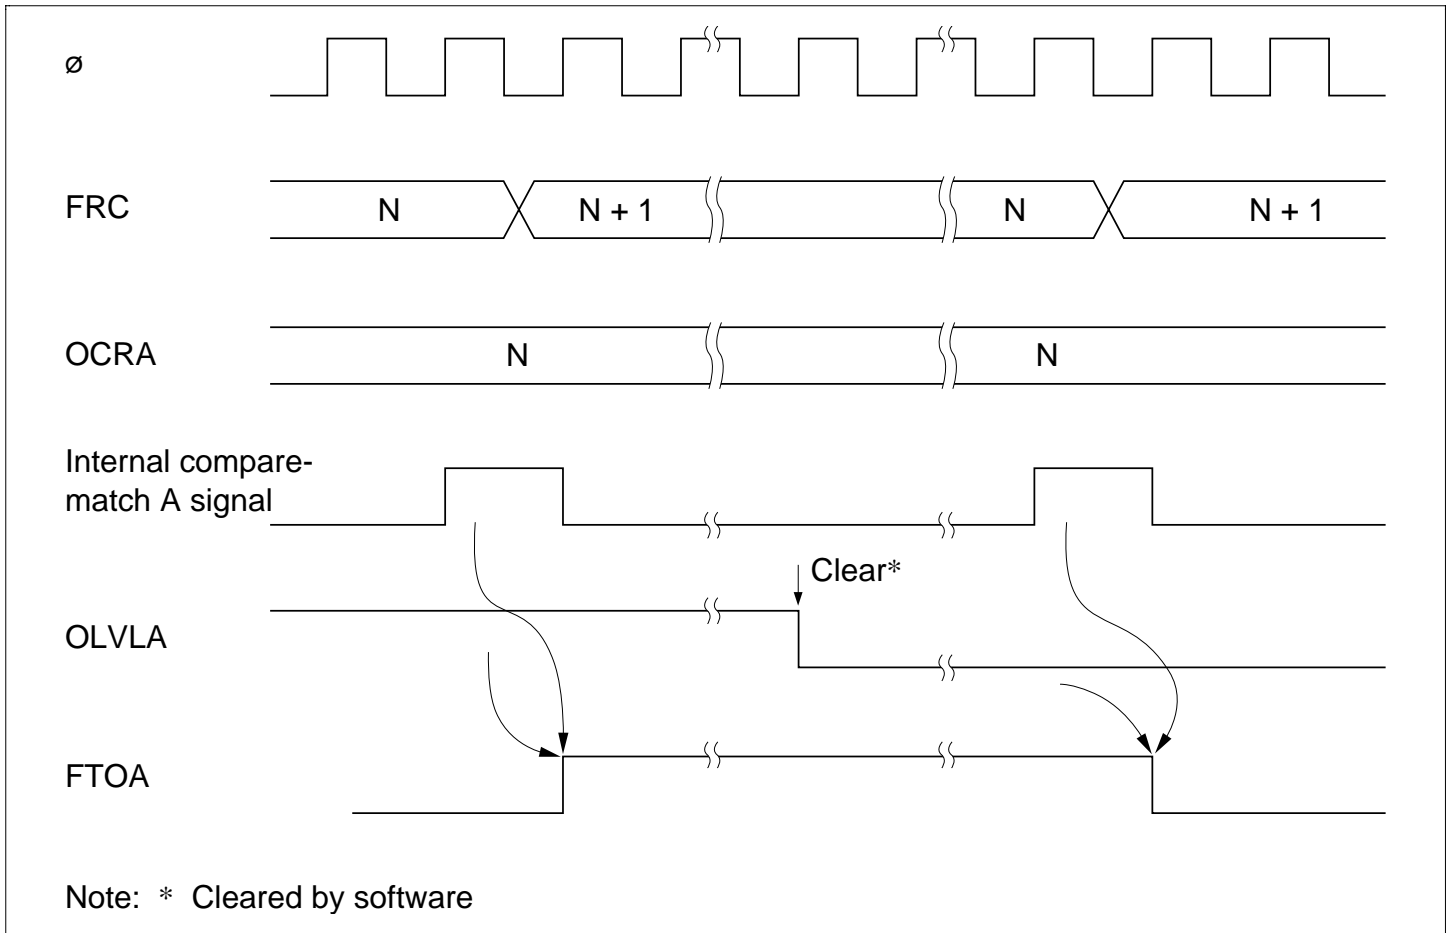 ø
FRC
N
N + 1
N
N + 1
OCRA
N
N
Internal compare-
match A signal
Clear*
OLVLA
FTOA
Note: * Cleared by software